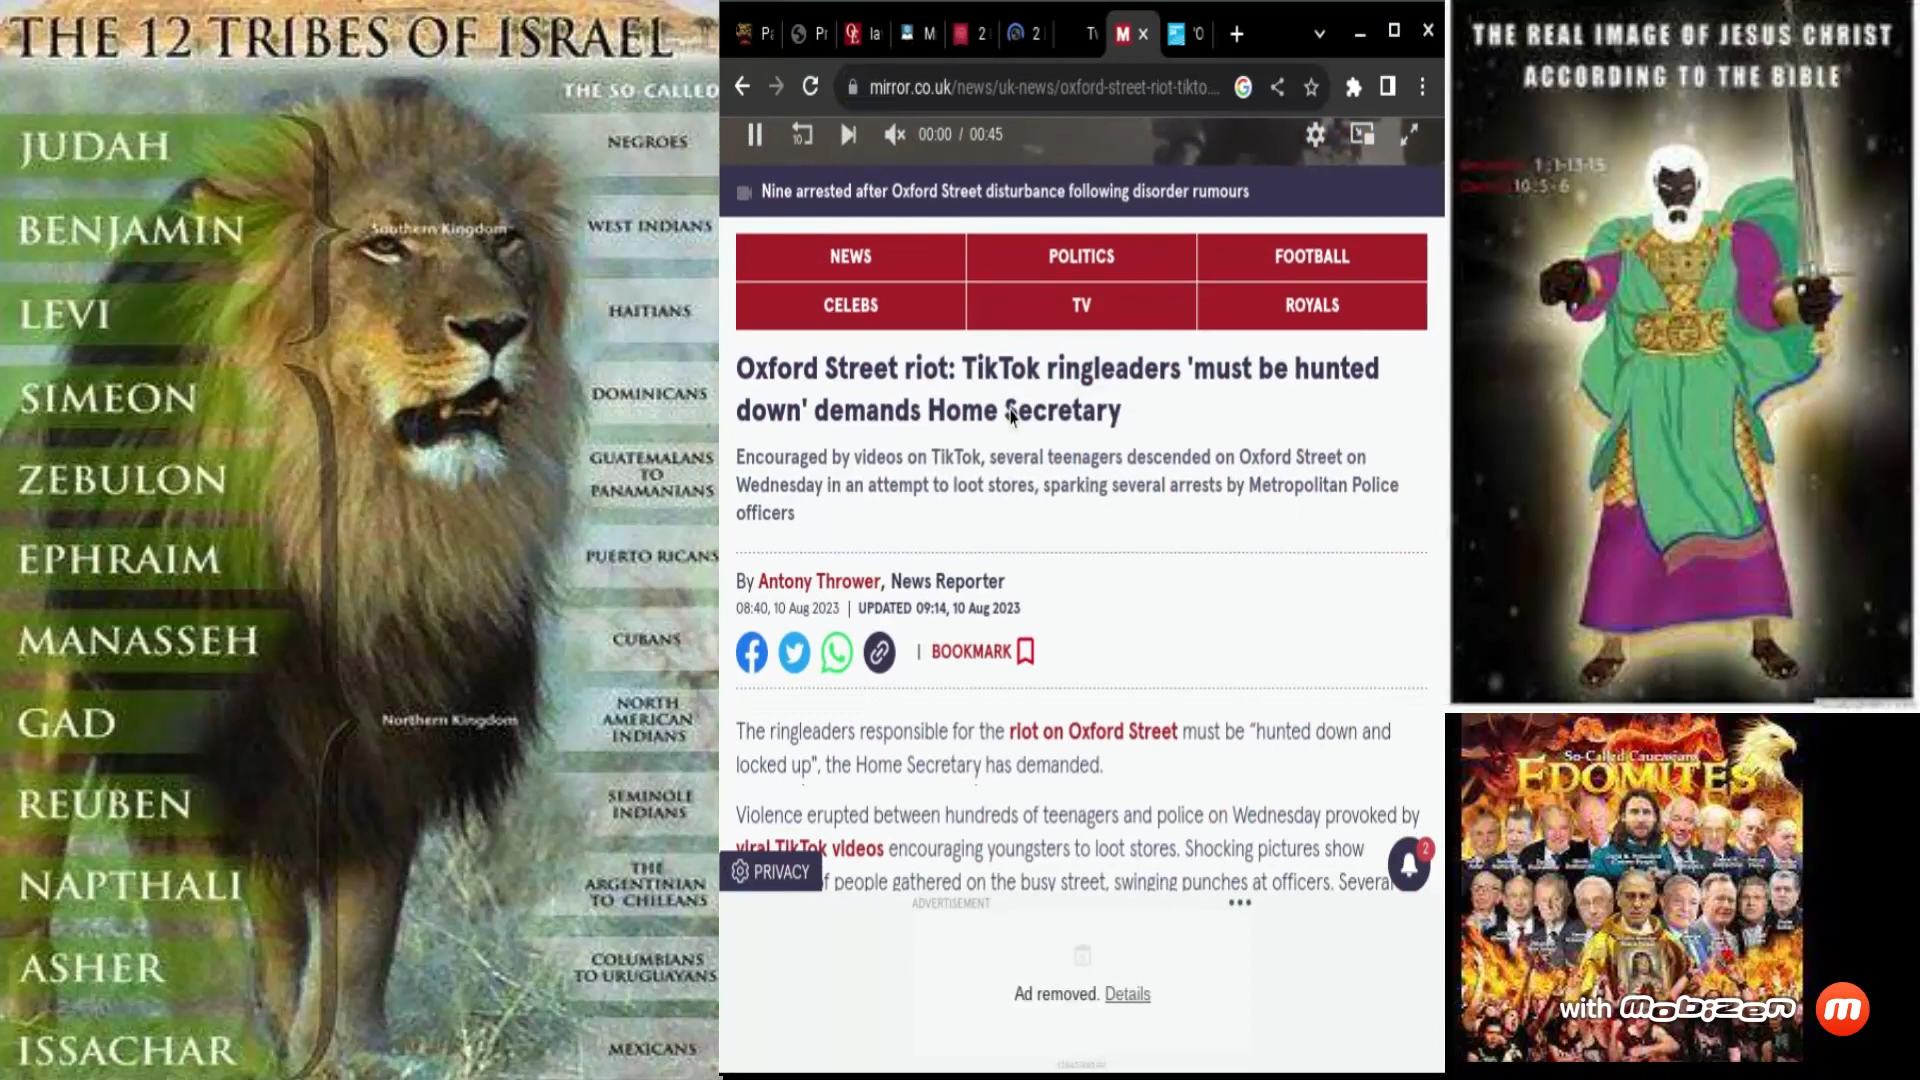 THE 12 TRIBES OF ISRAEL
THE SO-CALLED
JUDAH
NEGROES
BENJAMIN
Southern Kingdom
WEST INDIANS
LEVI
HAITIANS
SIMEON
DOMINICANS
ZEBULON
GUATEMALANS
TO
PANAMANIANS
EPHRAIM
PUERTO RICANS
MANASSEH
CUBANS
GAD
Northern Kingdom
NORTH
AMERICAN
INDIANS
REUBEN
SEMINOLE
INDIANS
NAPTHALI
THE
ARGENTINIAN
TO CHILEANS
ASHER
COLUMBIANS
TO URUGUAYANS
ISSACHAR
MEXICANS
mirror.co.uk/news/uk-news/oxford-street-riot-tikto...
00:00 / 00:45
Nine arrested after Oxford Street disturbance following disorder rumours
NEWS
POLITICS
FOOTBALL
CELEBS
TV
ROYALS
Oxford Street riot: TikTok ringleaders 'must be hunted
down' demands Home Secretary
Encouraged by videos on TikTok, several teenagers descended on Oxford Street on
Wednesday in an attempt to loot stores, sparking several arrests by Metropolitan Police
officers
By Antony Thrower, News Reporter
08:40, 10 Aug 2023 | UPDATED 09:14, 10 Aug 2023
| BOOKMARK
The ringleaders responsible for the riot on Oxford Street must be “hunted down and
locked up", the Home Secretary has demanded.
Violence erupted between hundreds of teenagers and police on Wednesday provoked by
viral TikTok videos encouraging youngsters to loot stores. Shocking pictures show
of people gathered on the busy street, swinging punches at officers. Several
PRIVACY
2
ADVERTISEMENT
Ad removed. Details
THE REAL IMAGE OF JESUS CHRIST
ACCORDING TO THE BIBLE
1:1-13-15
10:5-6
So-Called Caucasians
EDOMITES
with mobizen